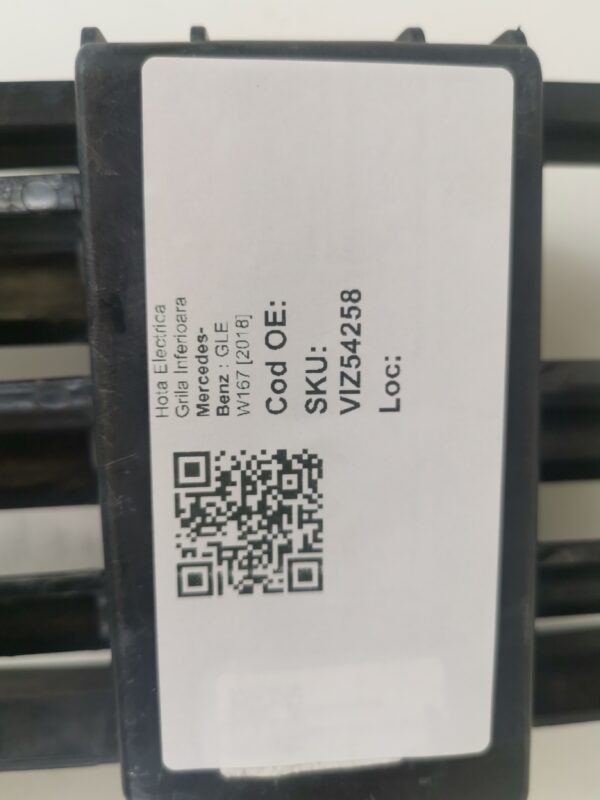 Hota Electrica
Grila Inferioara
Mercedes-
Benz : GLE
W167 [2018]
Cod OE:
SKU:
VIZ54258
Loc: